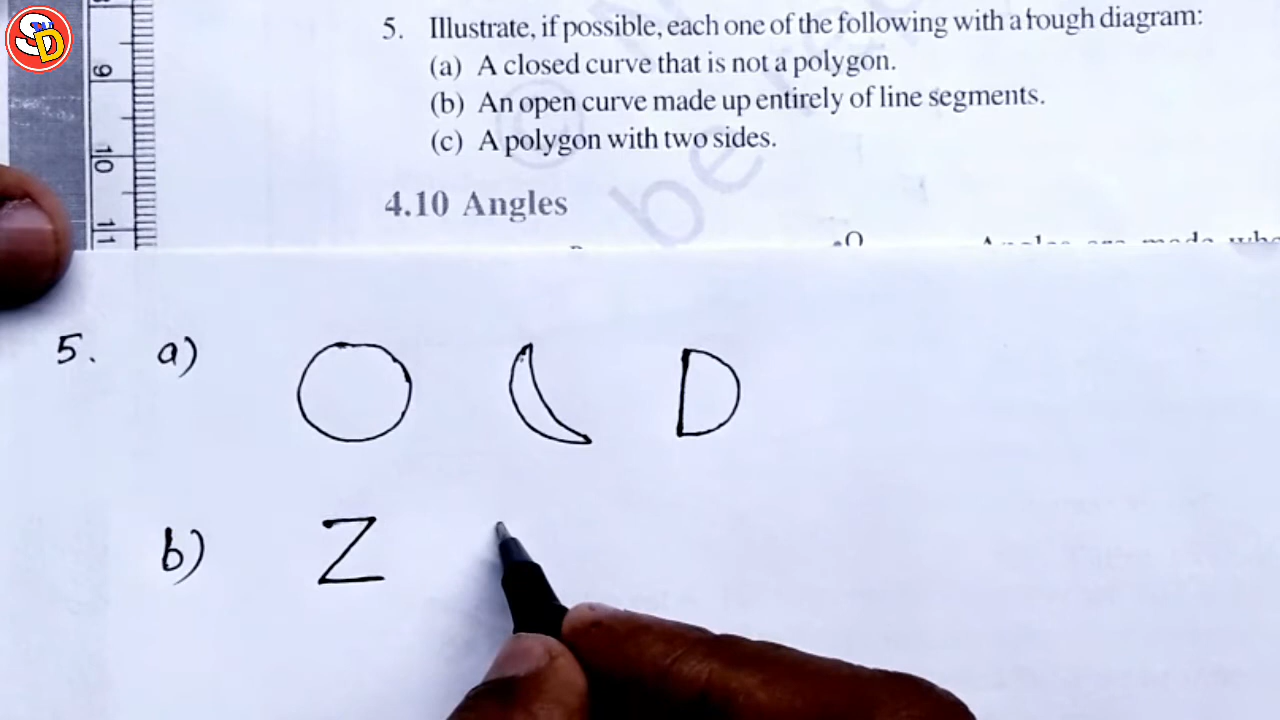 SD
9
10
11
5. Illustrate, if possible, each one of the following with a rough diagram:
(a) A closed curve that is not a polygon.
(b) An open curve made up entirely of line segments.
(c) A polygon with two sides.
4.10 Angles
be
5. a)
b) Z